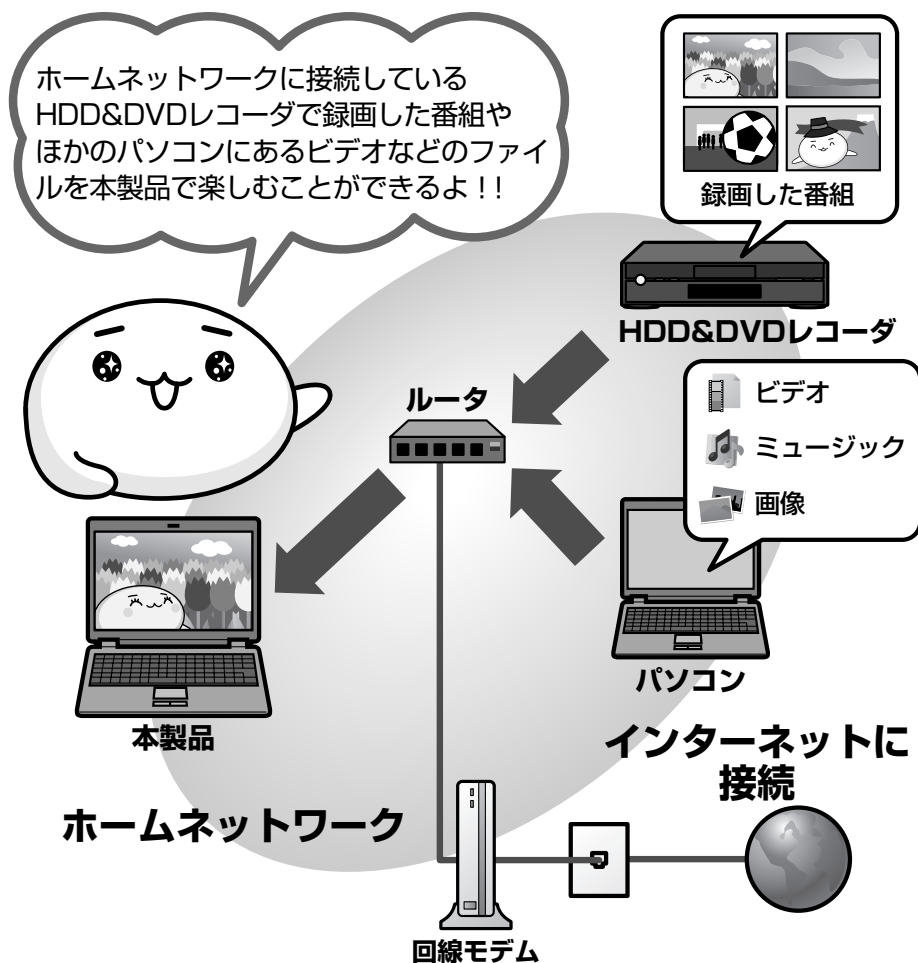 ホームネットワークに接続している
HDD&DVDレコーダで録画した番組や
ほかのパソコンにあるビデオなどのファイ
ルを本製品で楽しむことができるよ!!
録画した番組
HDD&DVDレコーダ
ルータ
ビデオ
ミュージック
画像
パソコン
本製品
インターネットに
接続
ホームネットワーク
回線モデム